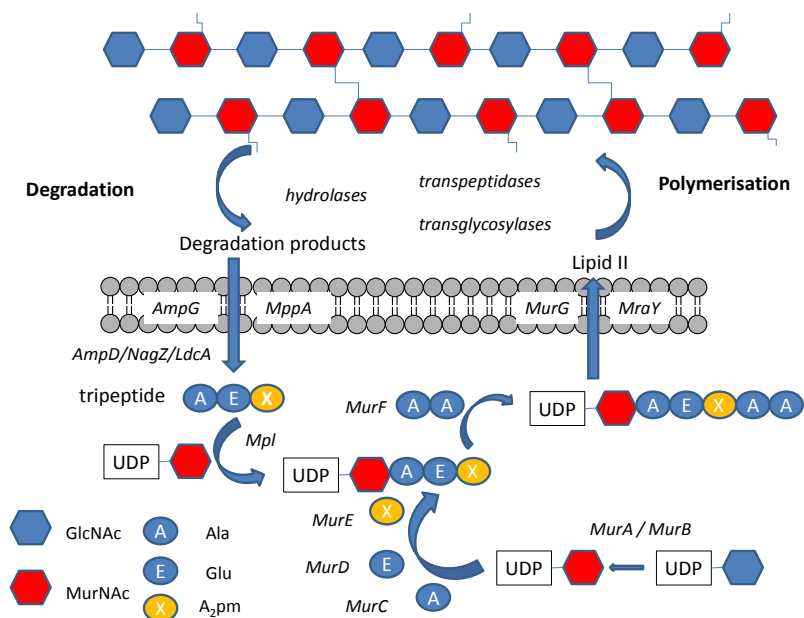 Degradation
hydrolases
transpeptidases
transglycosylases
Polymerisation
Degradation products
Lipid II
AmpG
MppA
MurG
MraY
AmpD/NagZ/LdcA
tripeptide
A E X
MurF
A A
UDP
A E X A A
UDP
Mpl
UDP
A E X
MurE
X
MurD
E
MurC
A
MurA / MurB
UDP
UDP
GlcNAc
A
Ala
E
Glu
MurNAc
X
A₂pm